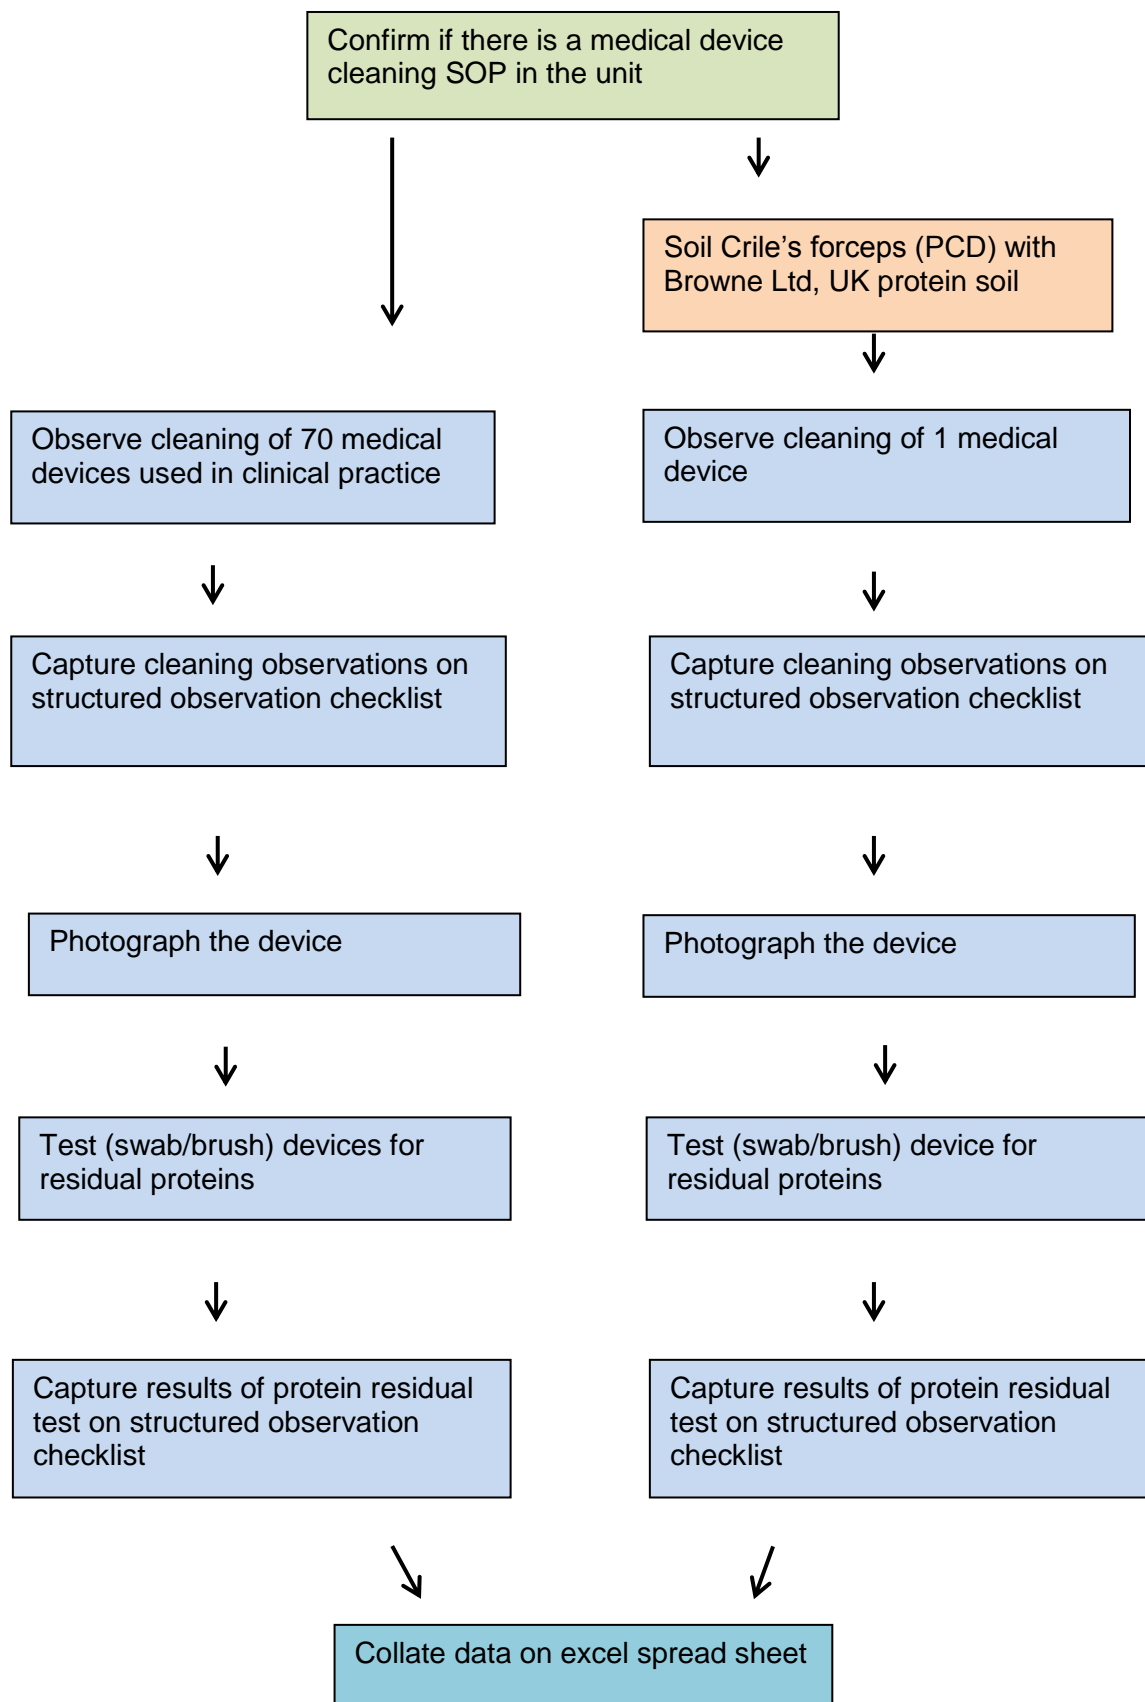 Confirm if there is a medical device
cleaning SOP in the unit
Soil Crile's forceps (PCD) with
Browne Ltd, UK protein soil
Observe cleaning of 70 medical
devices used in clinical practice
Observe cleaning of 1 medical
device
Capture cleaning observations on
structured observation checklist
Capture cleaning observations on
structured observation checklist
Photograph the device
Photograph the device
Test (swab/brush) devices for
residual proteins
Test (swab/brush) device for
residual proteins
Capture results of protein residual
test on structured observation
checklist
Capture results of protein residual
test on structured observation
checklist
Collate data on excel spread sheet